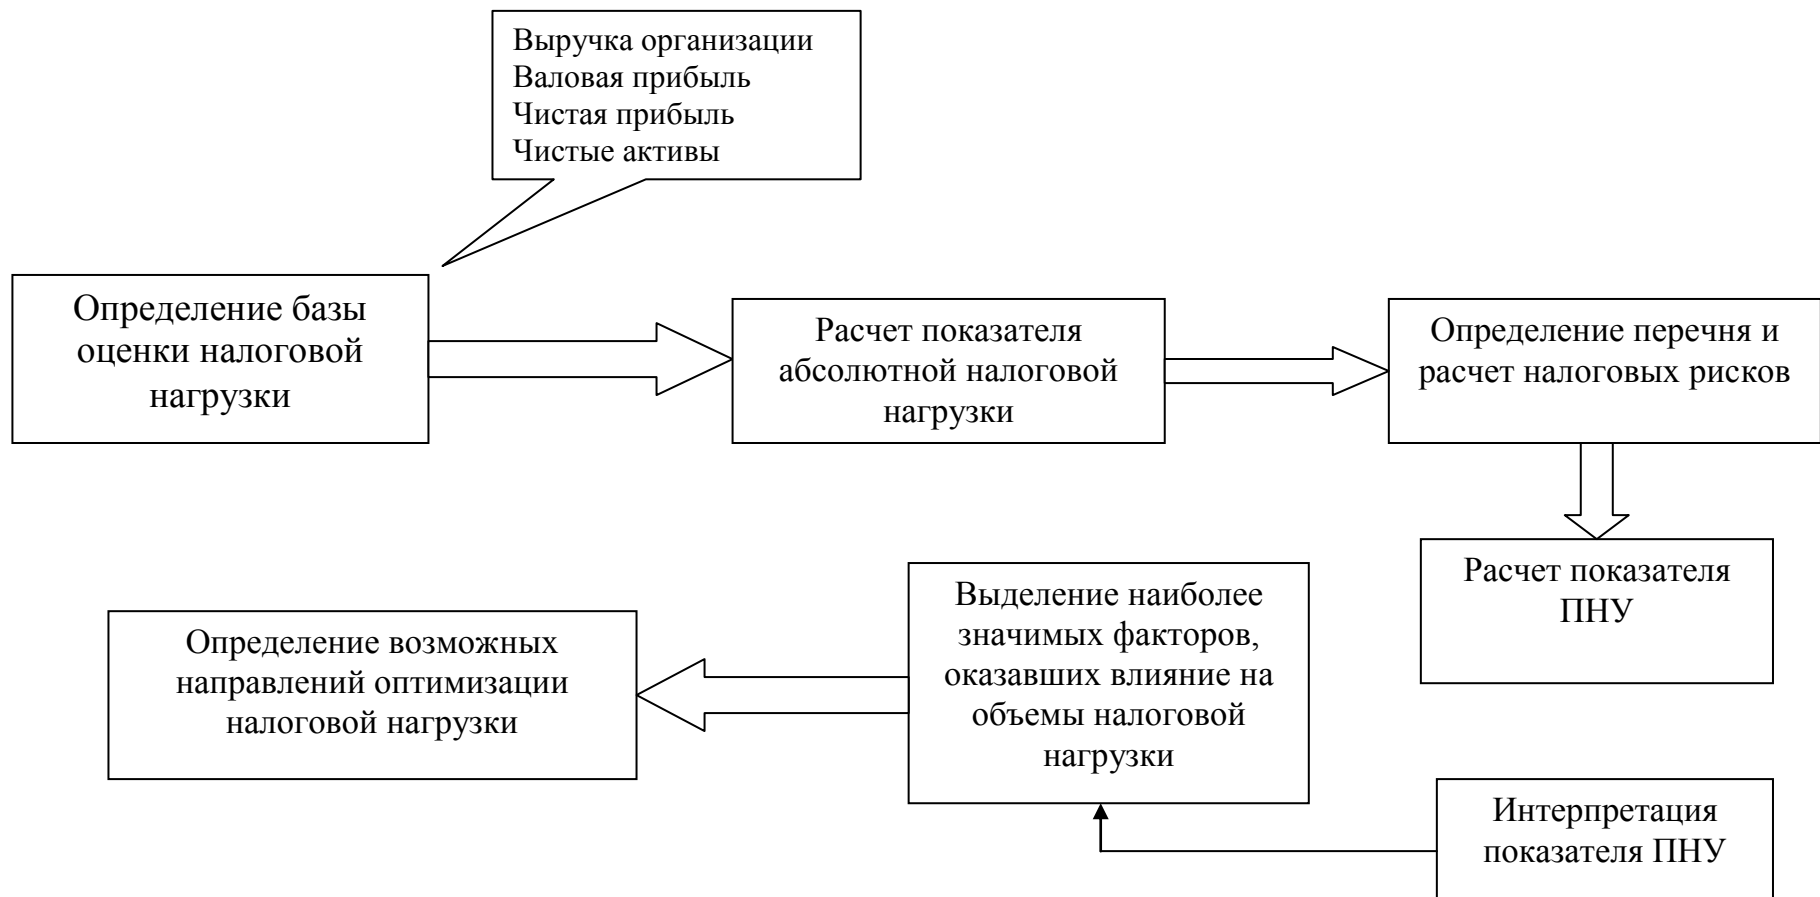 Выручка организации
Валовая прибыль
Чистая прибыль
Чистые активы
Определение базы
оценки налоговой
нагрузки
Расчет показателя
абсолютной налоговой
нагрузки
Определение перечня и
расчет налоговых рисков
Расчет показателя
ПНУ
Интерпретация
показателя ПНУ
Выделение наиболее
значимых факторов,
оказавших влияние на
объемы налоговой
нагрузки
Определение возможных
направлений оптимизации
налоговой нагрузки